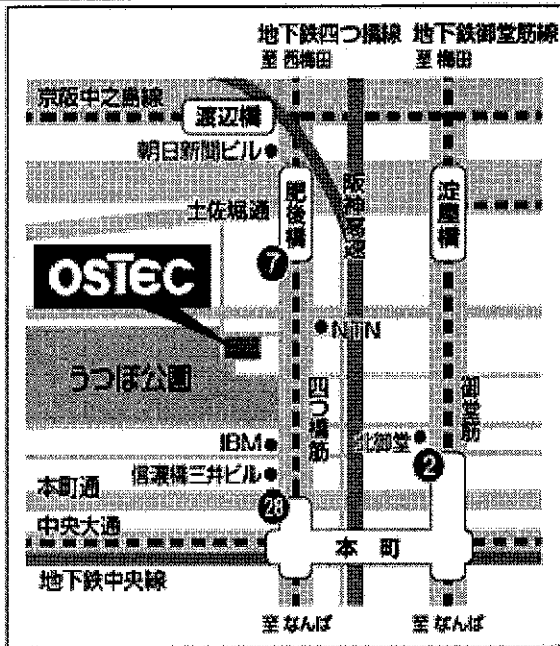 地下鉄四つ橋線
地下鉄御堂筋線
至 西梅田
至 梅田
京阪中之島線
渡辺橋
朝日新聞ビル
肥後橋
阪神高速
淀屋橋
土佐堀通
7
OSTEC
NTN
うつぼ公園
四つ橋筋
御堂筋
IBM
北御堂
2
信濃橋三井ビル
本町通
28
中央大通
本町
地下鉄中央線
至 なんば
至 なんば